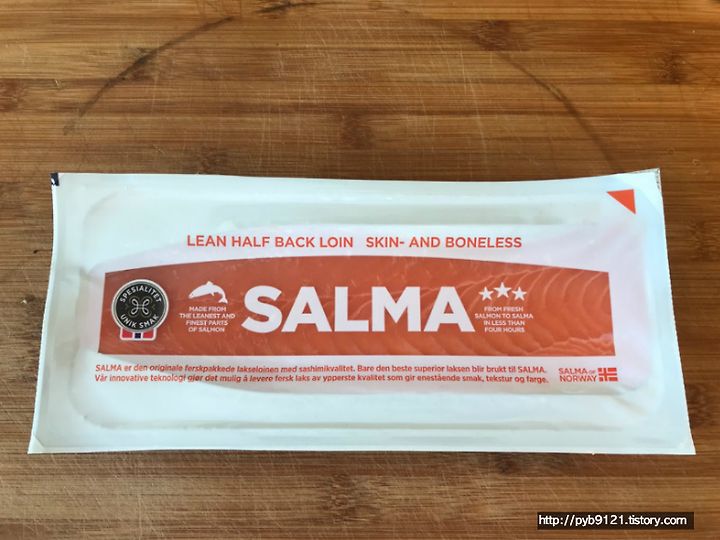 LEAN HALF BACK LOIN SKIN- AND BONELESS
SPESIALITET
UNIK SMAK
MADE FROM
THE LEANEST AND
FINEST PARTS
OF SALMON
SALMA
FROM FRESH
SALMON TO SALMA
IN LESS THAN
FOUR HOURS
SALMA er den originale ferskpakkede lakseloinen med sashimikvalitet. Bare den beste superior laksen blir brukt til SALMA.
Vår innovative teknologi gjør det mulig å levere fersk laks av ypperste kvalitet som gir enestående smak, tekstur og farge.
SALMA OF
NORWAY
http://pyb9121.tistory.com